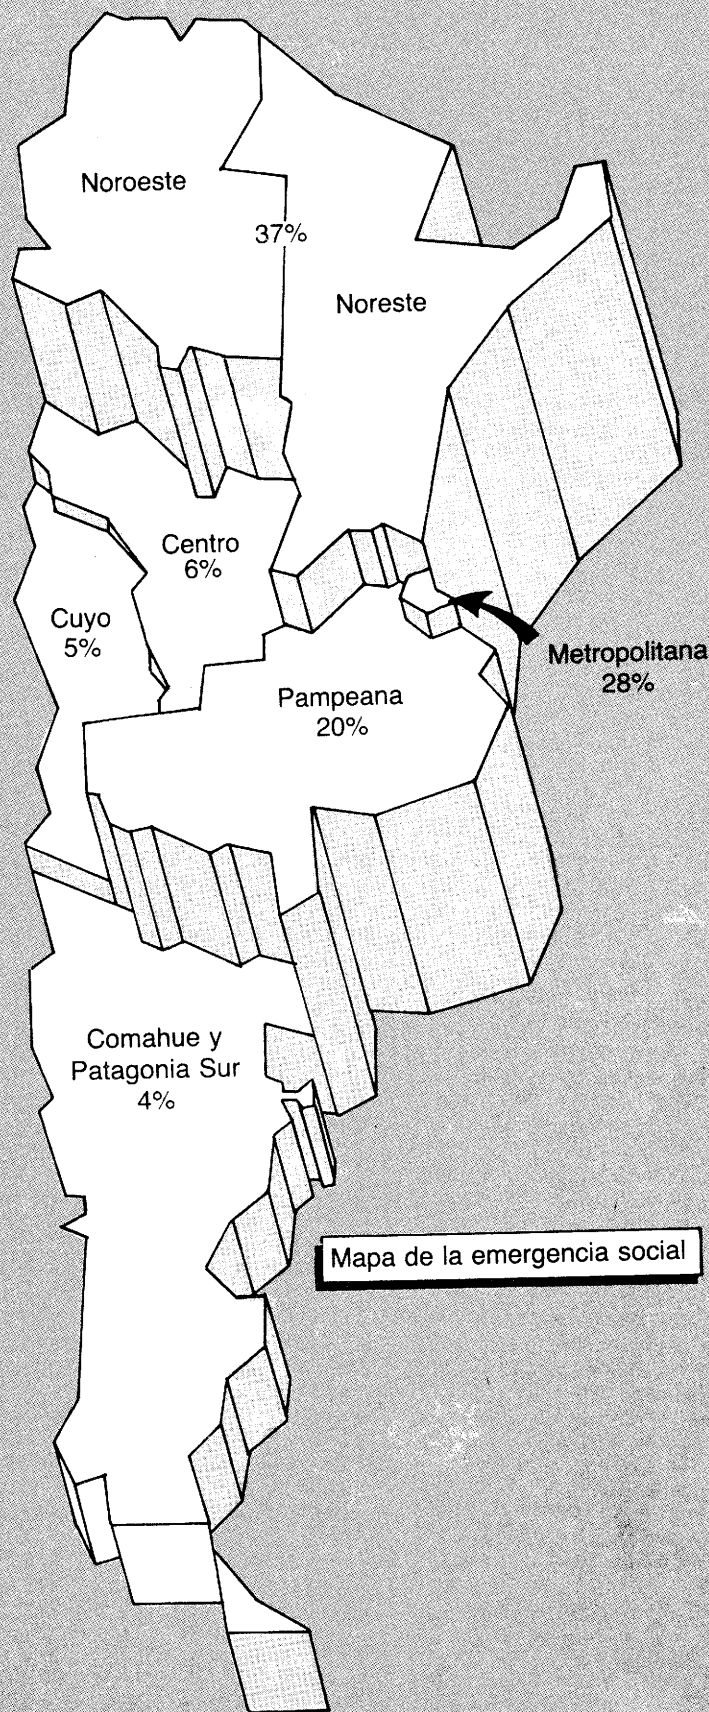 Noroeste
37%
Noreste
Centro
6%
Cuyo
5%
Metropolitana
28%
Pampeana
20%
Comahue y
Patagonia Sur
4%
Mapa de la emergencia social